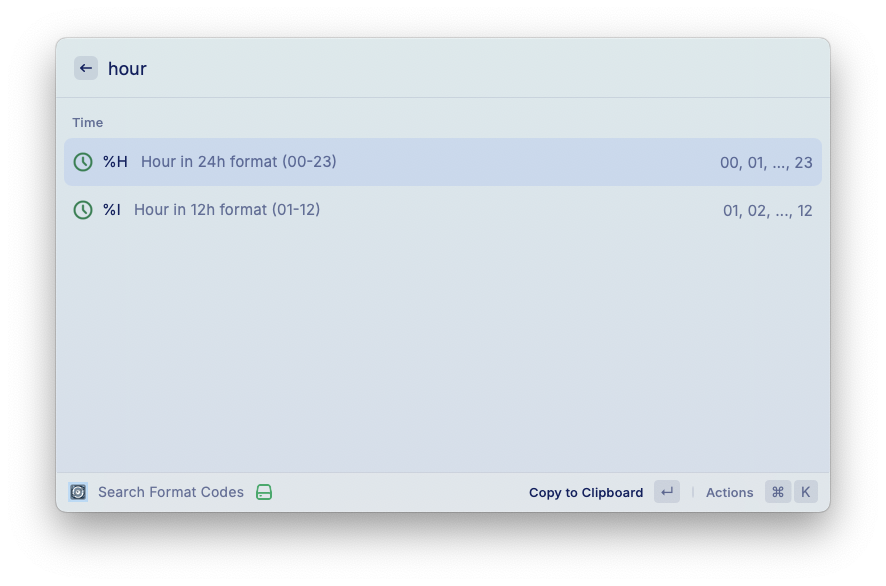 ← hour
Time
%H Hour in 24h format (00-23) 00, 01, ..., 23
%I Hour in 12h format (01-12) 01, 02, ..., 12
Search Format Codes Copy to Clipboard ↵ | Actions ⌘ K